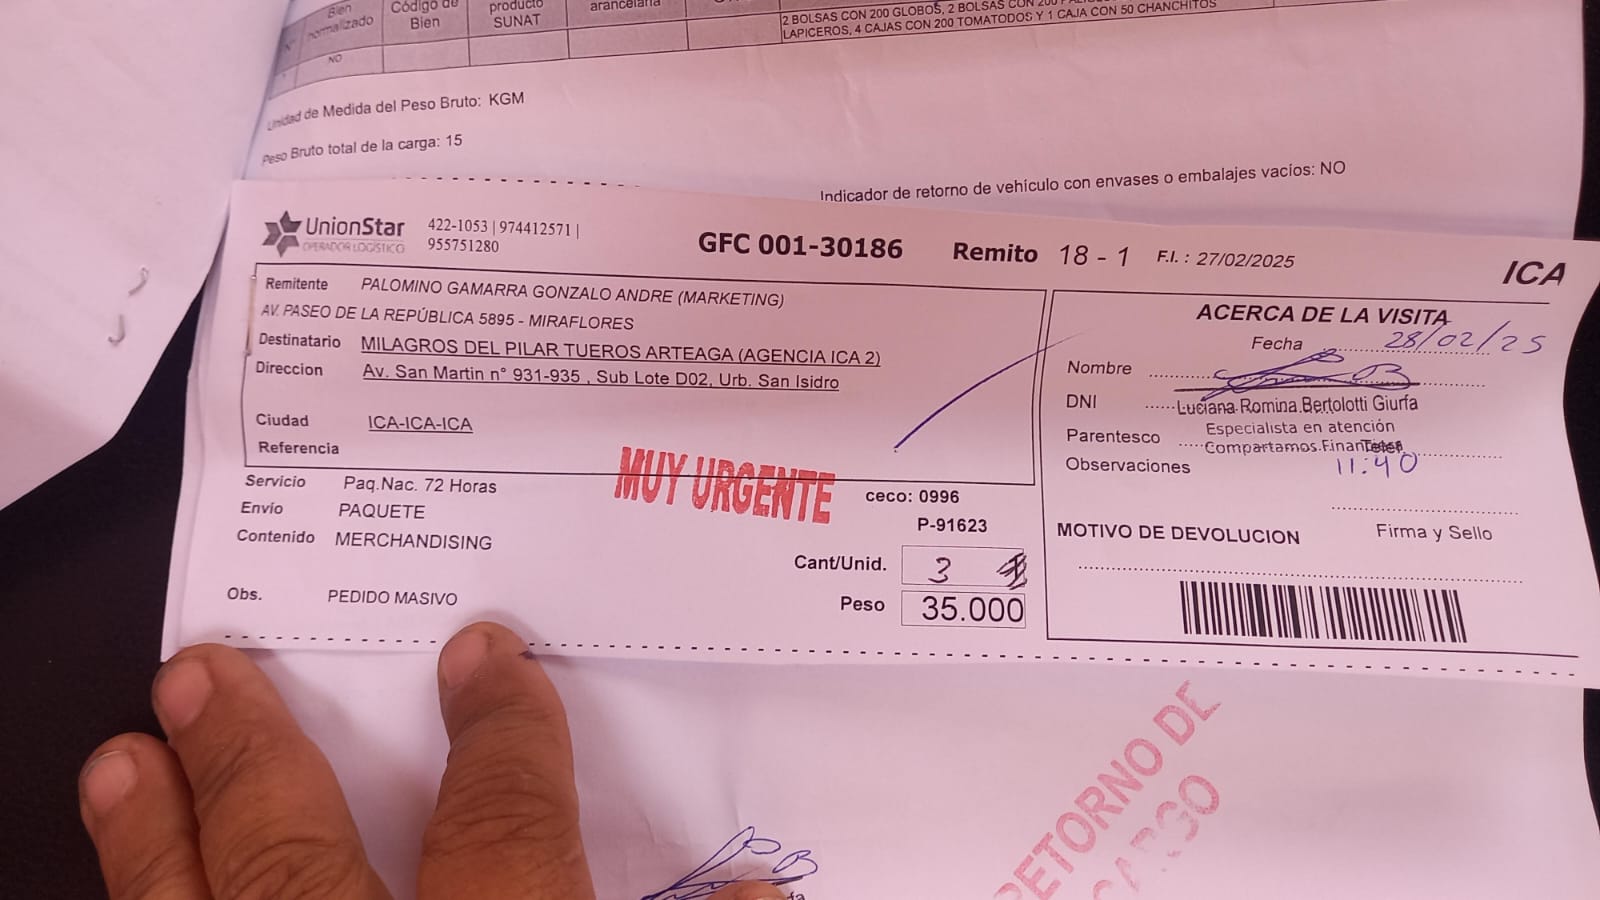 Bien normalizado
Código de Bien
producto SUNAT
arancelaria
NO
2 BOLSAS CON 200 GLOBOS, 2 BOLSAS CON 200
LAPICEROS, 4 CAJAS CON 200 TOMATODOS Y 1 CAJA CON 50 CHANCHITOS
Unidad de Medida del Peso Bruto: KGM
Peso Bruto total de la carga: 15
Indicador de retorno de vehículo con envases o embalajes vacíos: NO
UnionStar
OPERADOR LOGÍSTICO
422-1053 | 974412571 |
955751280
GFC 001-30186
Remito 18 - 1
F.I. : 27/02/2025
ICA
Remitente PALOMINO GAMARRA GONZALO ANDRE (MARKETING)
AV. PASEO DE LA REPÚBLICA 5895 - MIRAFLORES
Destinatario MILAGROS DEL PILAR TUEROS ARTEAGA (AGENCIA ICA 2)
Direccion Av. San Martin n° 931-935 , Sub Lote D02, Urb. San Isidro
Ciudad ICA-ICA-ICA
Referencia
Servicio Paq.Nac. 72 Horas
Envío PAQUETE
Contenido MERCHANDISING
Obs. PEDIDO MASIVO
MUY URGENTE
ceco: 0996
P-91623
Cant/Unid. 3
Peso 35.000
ACERCA DE LA VISITA
Fecha 28/02/25
Nombre
DNI Luciana Romina Bertolotti Giurfa
Especialista en atención
Parentesco Compartamos Financiera
Telef.
Observaciones 11:40
Firma y Sello
MOTIVO DE DEVOLUCION
RETORNO DE
CARGO